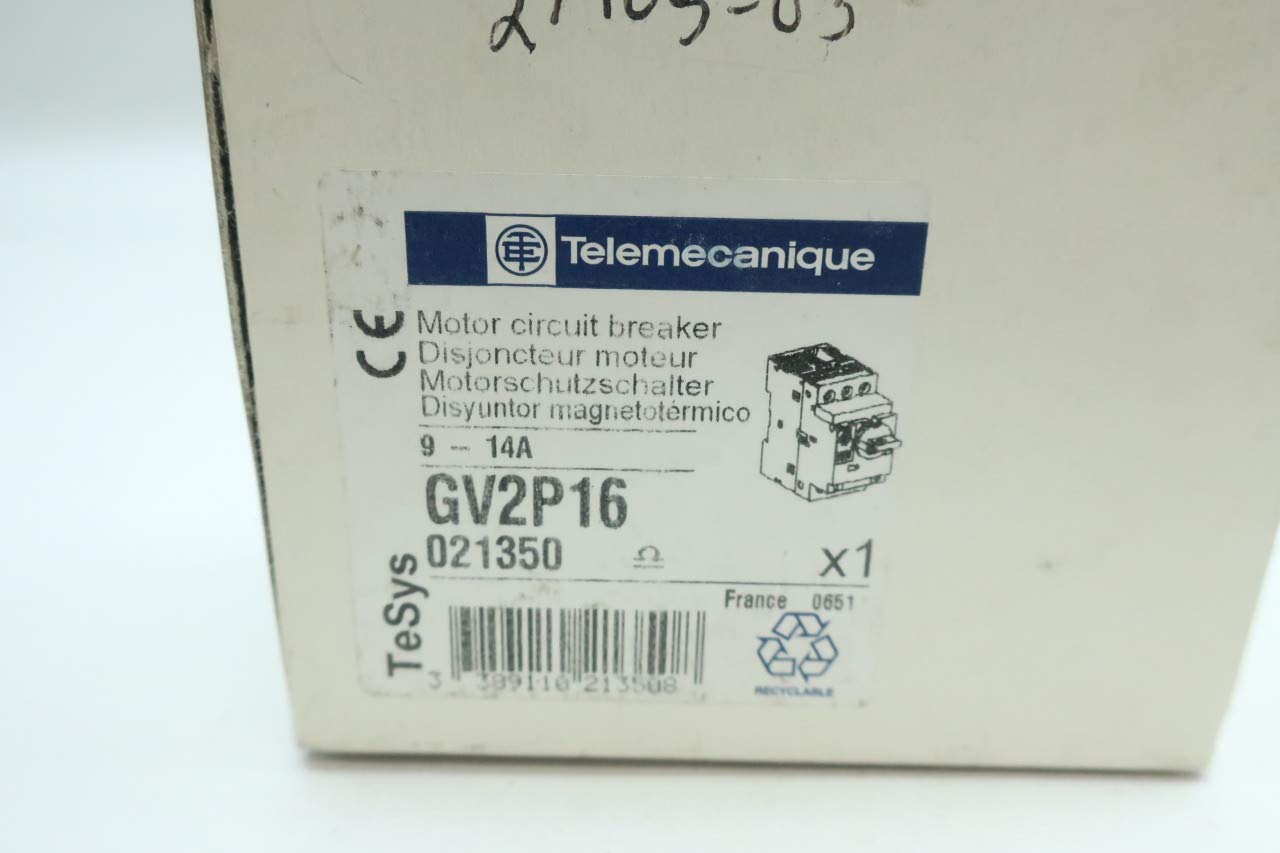 Telemecanique
CE Motor circuit breaker
Disjoncteur moteur
Motorschutzschalter
Disyuntor magnetotérmico
9 - 14A
GV2P16
021350
x1
TeSys
France 0651
3 389110 213508
RECYCLABLE